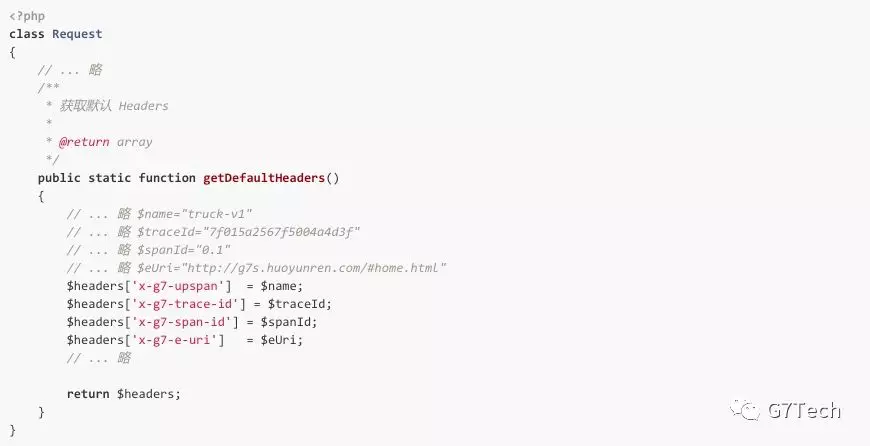 <?php
class Request
{
    // ... 略
    /**
     * 获取默认 Headers
     *
     * @return array
     */
    public static function getDefaultHeaders()
    {
        // ... 略 $name="truck-v1"
        // ... 略 $traceId="7f015a2567f5004a4d3f"
        // ... 略 $spanId="0.1"
        // ... 略 $eUri="http://g7s.huoyunren.com/#home.html"
        $headers['x-g7-upspan']  = $name;
        $headers['x-g7-trace-id'] = $traceId;
        $headers['x-g7-span-id'] = $spanId;
        $headers['x-g7-e-uri']   = $eUri;
        // ... 略

        return $headers;
    }
}
G7Tech